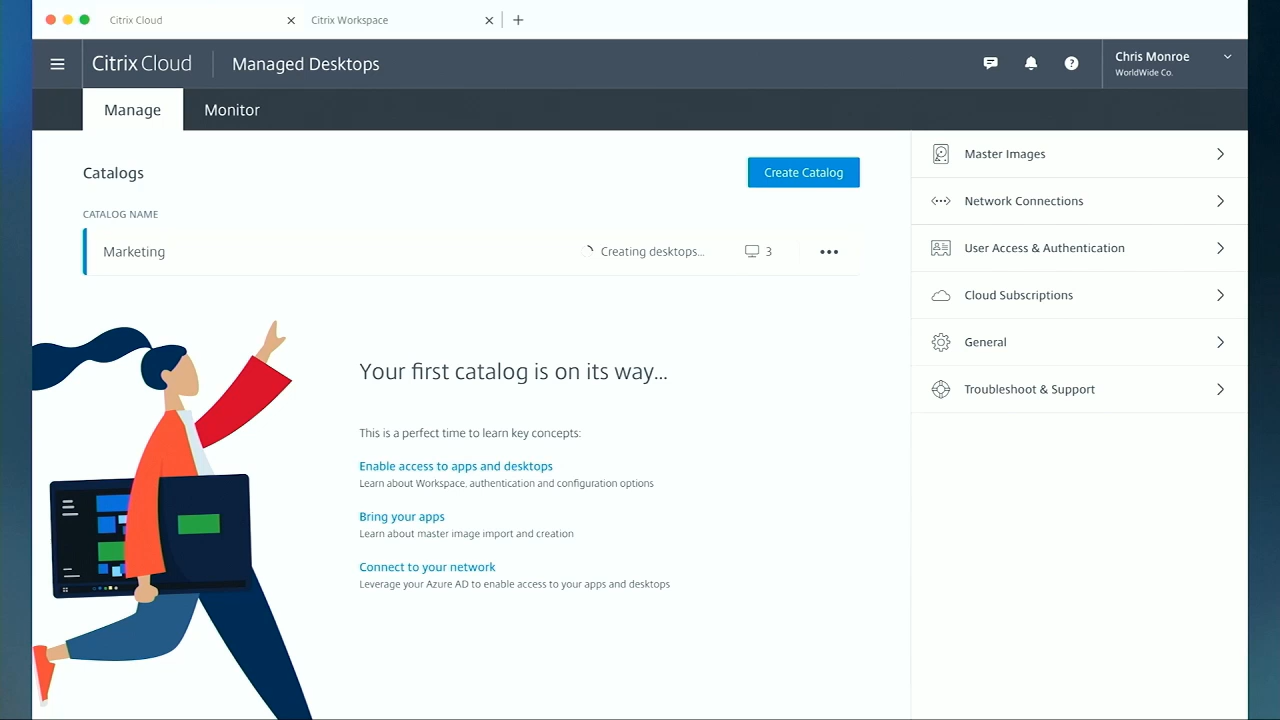 Citrix Cloud
Citrix Workspace
Citrix Cloud
Managed Desktops
Chris Monroe
WorldWide Co.
Manage
Monitor
Catalogs
Create Catalog
CATALOG NAME
Marketing
Creating desktops...
3
Your first catalog is on its way...
This is a perfect time to learn key concepts:
Enable access to apps and desktops
Learn about Workspace, authentication and configuration options
Bring your apps
Learn about master image import and creation
Connect to your network
Leverage your Azure AD to enable access to your apps and desktops
Master Images
Network Connections
User Access & Authentication
Cloud Subscriptions
General
Troubleshoot & Support